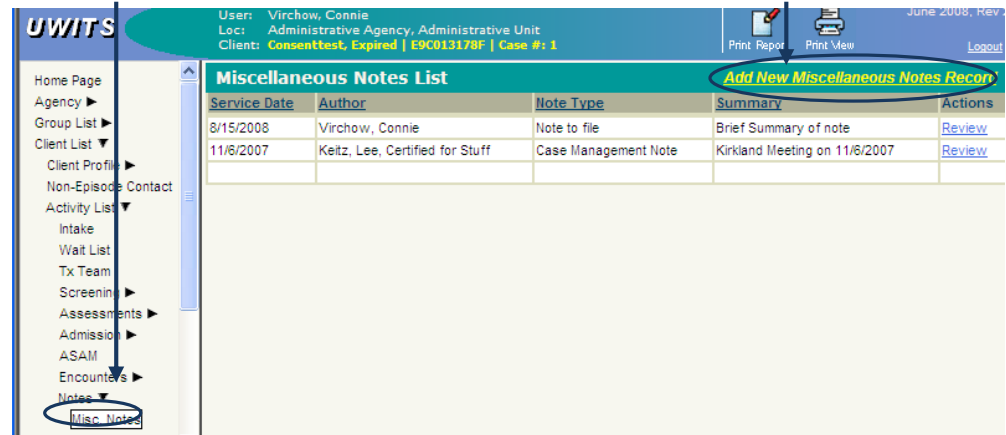 UWITS
User: Virchow, Connie
Loc: Administrative Agency, Administrative Unit
Client: Consenttest, Expired | E9C013178F | Case #: 1
Print Report
Print View
June 2008, Rev
Logout
Home Page
Agency ▶
Group List ▶
Client List ▼
Client Profile ▶
Non-Episode Contact
Activity List ▼
Intake
Wait List
Tx Team
Screening ▶
Assessments ▶
Admission ▶
ASAM
Encounters ▶
Notes ▼
Misc. Notes
Miscellaneous Notes List
Add New Miscellaneous Notes Record
Service Date Author Note Type Summary Actions
8/15/2008 Virchow, Connie Note to file Brief Summary of note Review
11/6/2007 Keitz, Lee, Certified for Stuff Case Management Note Kirkland Meeting on 11/6/2007 Review